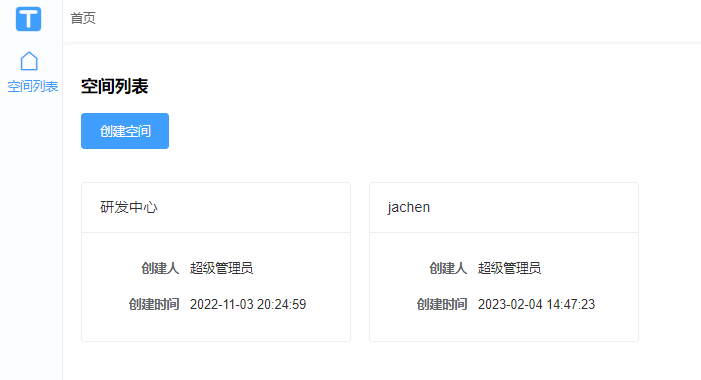 T
首页
空间列表
空间列表
创建空间
研发中心
创建人 超级管理员
创建时间 2022-11-03 20:24:59
jachen
创建人 超级管理员
创建时间 2023-02-04 14:47:23